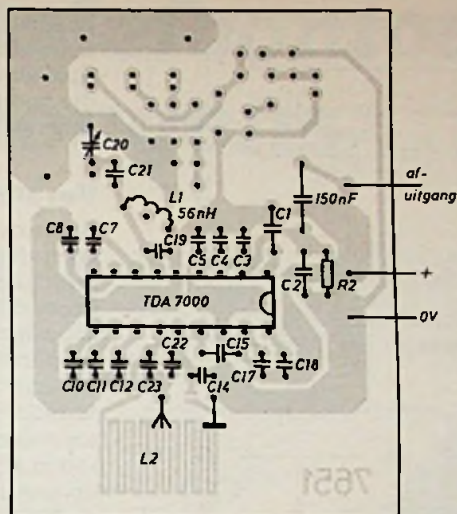 C20
C21
L1
56nH
C8
C7
C19
C5
C4
C3
C1
150nF
af-
uitgang
C2
R2
+
0V
TDA 7000
C10
C11
C12
C23
C22
C15
C14
C17
C18
L2
7651